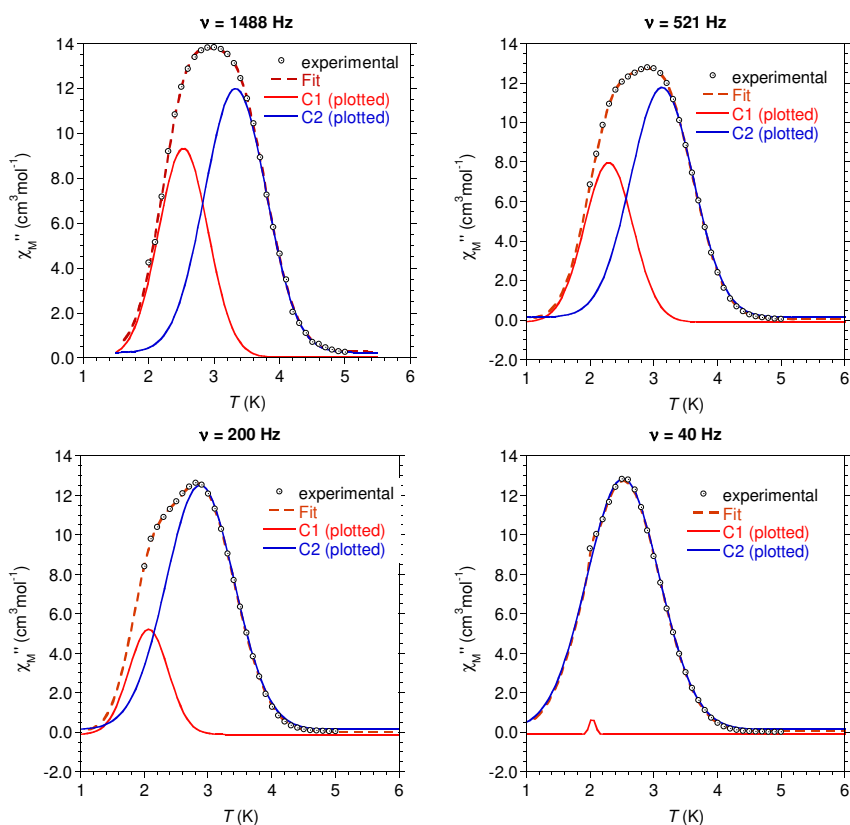 ν = 1488 Hz
14
12
10
8.0
6.0
4.0
2.0
0.0
χM'' (cm³mol⁻¹)
experimental
Fit
C1 (plotted)
C2 (plotted)
1 2 3 4 5 6
T (K)
ν = 521 Hz
14
12
10
8.0
6.0
4.0
2.0
0.0
-2.0
χM'' (cm³mol⁻¹)
experimental
Fit
C1 (plotted)
C2 (plotted)
1 2 3 4 5 6
T (K)
ν = 200 Hz
14
12
10
8.0
6.0
4.0
2.0
0.0
-2.0
χM'' (cm³mol⁻¹)
experimental
Fit
C1 (plotted)
C2 (plotted)
1 2 3 4 5 6
T (K)
ν = 40 Hz
14
12
10
8.0
6.0
4.0
2.0
0.0
-2.0
χM'' (cm³mol⁻¹)
experimental
Fit
C1 (plotted)
C2 (plotted)
1 2 3 4 5 6
T (K)